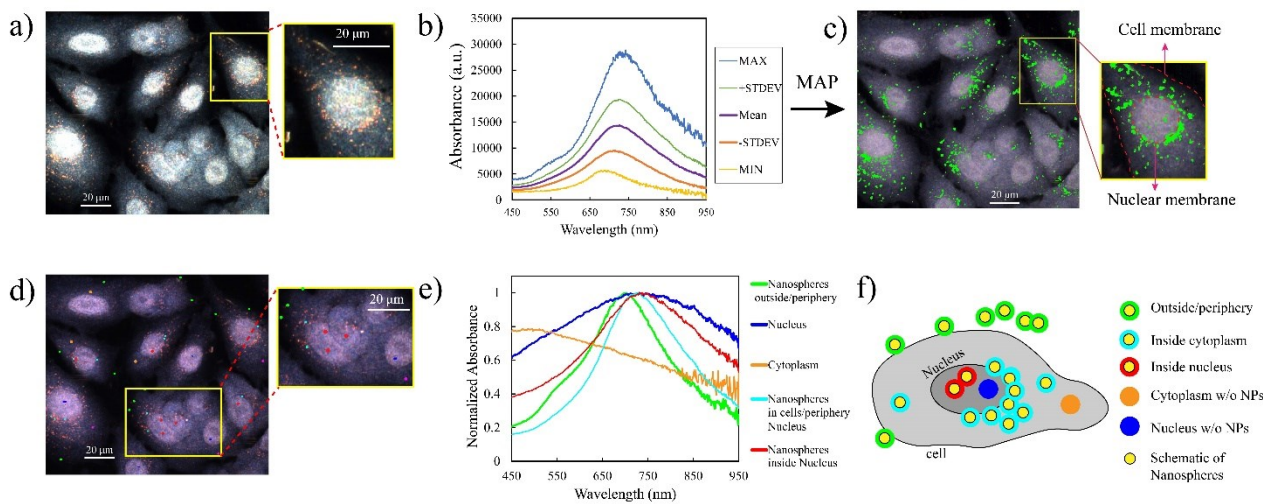 a)
20 μm
20 μm
b)
Absorbance (a.u.)
35000
30000
25000
20000
15000
10000
5000
0
450 550 650 750 850 950
Wavelength (nm)
MAX
+STDEV
Mean
-STDEV
MIN
MAP
c)
20 μm
Cell membrane
Nuclear membrane
d)
20 μm
20 μm
e)
Normalized Absorbance
1
0.8
0.6
0.4
0.2
0
450 550 650 750 850 950
Wavelength (nm)
Nanospheres
outside/periphery
Nucleus
Cytoplasm
Nanospheres
in cells/periphery
Nucleus
Nanospheres
inside Nucleus
f)
Nucleus
cell
Outside/periphery
Inside cytoplasm
Inside nucleus
Cytoplasm w/o NPs
Nucleus w/o NPs
Schematic of
Nanospheres